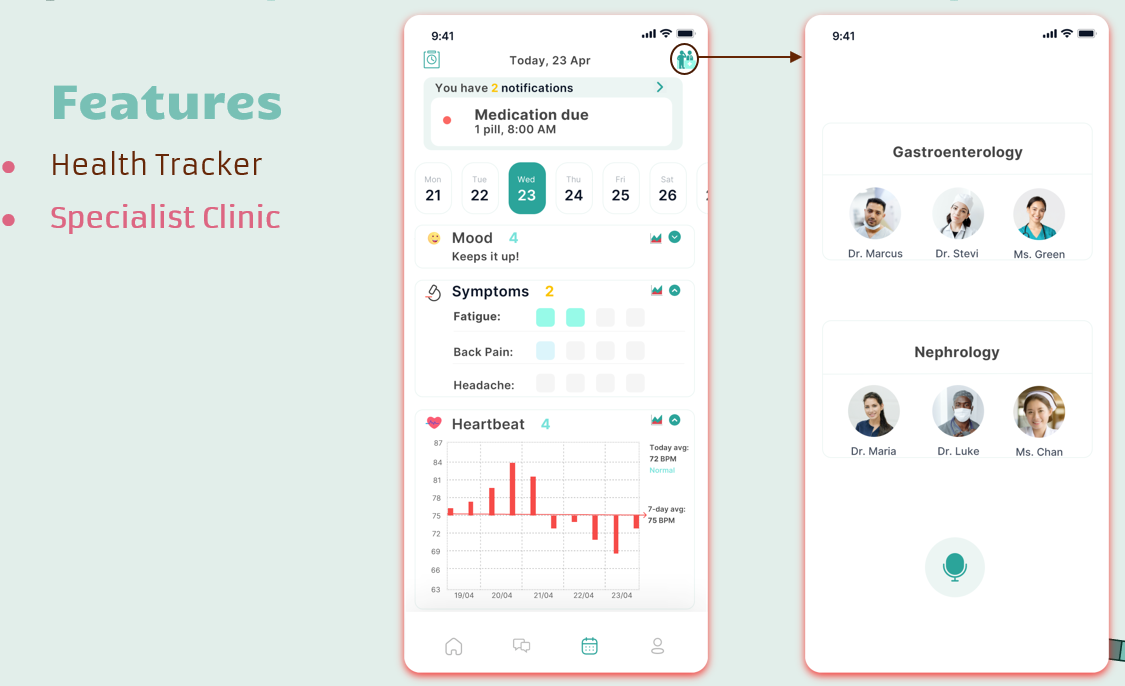 Features
Health Tracker
Specialist Clinic
9:41
Today, 23 Apr
You have 2 notifications
Medication due
1 pill, 8:00 AM
Mon Tue Wed Thu Fri Sat
21 22 23 24 25 26
Mood 4
Keeps it up!
Symptoms 2
Fatigue:
Back Pain:
Headache:
Heartbeat 4
87
84
81
78
75
72
69
66
63
19/04 20/04 21/04 22/04 23/04
Today avg:
72 BPM
Normal
7-day avg:
75 BPM
9:41
Gastroenterology
Dr. Marcus Dr. Stevi Ms. Green
Nephrology
Dr. Maria Dr. Luke Ms. Chan